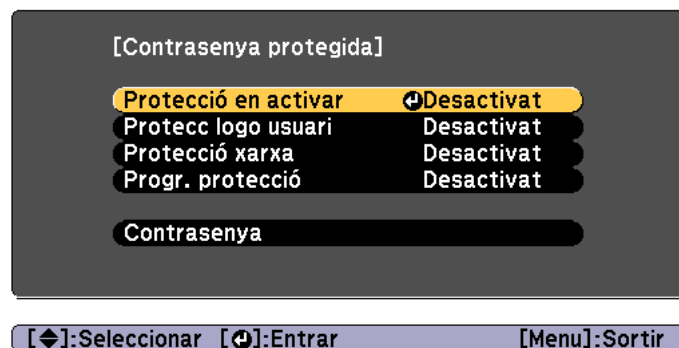 [Contrasenya protegida]
Protecció en activar Desactivat
Protecc logo usuari Desactivat
Protecció xarxa Desactivat
Progr. protecció Desactivat
Contrasenya
[◆]:Seleccionar [↵]:Entrar [Menu]:Sortir